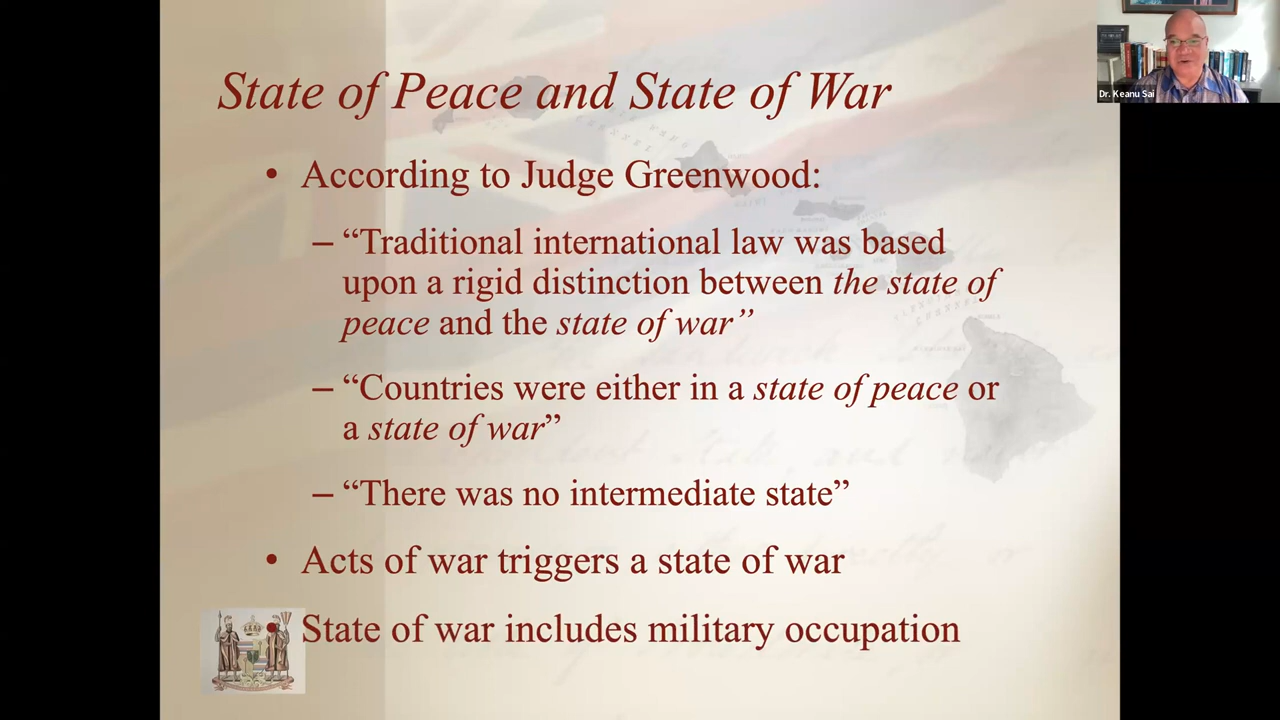 State of Peace and State of War
Dr. Keanu Sai
• According to Judge Greenwood:
– “Traditional international law was based
upon a rigid distinction between the state of
peace and the state of war”
– “Countries were either in a state of peace or
a state of war”
– “There was no intermediate state”
• Acts of war triggers a state of war
• State of war includes military occupation